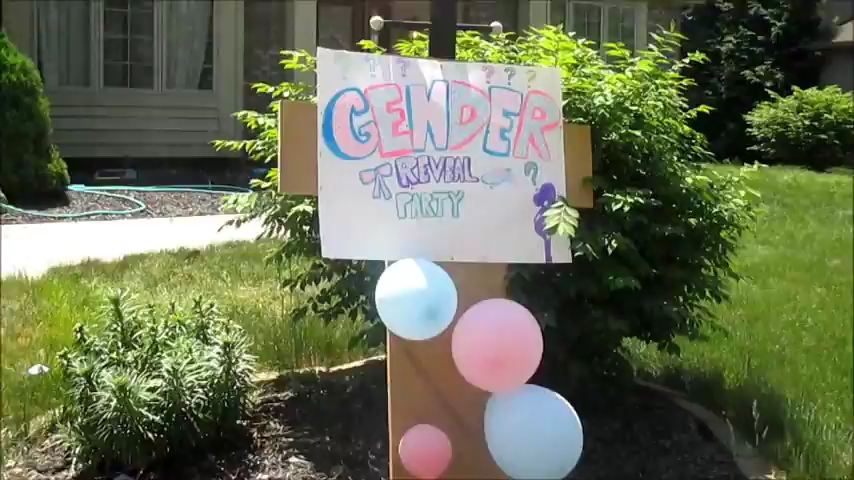 ? ? ? ? ?
GENDER
REVEAL ?
PARTY